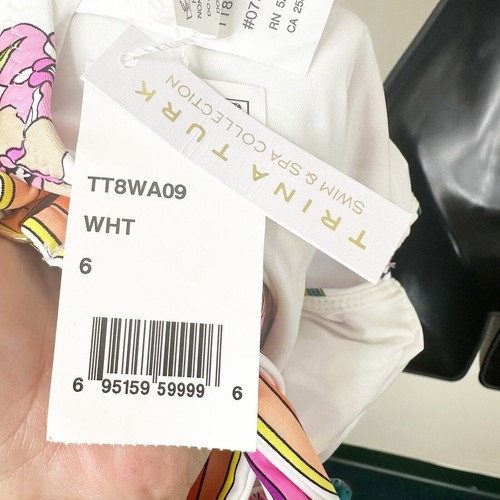 TRINA TURK
SWIM & SPA COLLECTION
TT8WA09
WHT
6
6 95159 59999 6